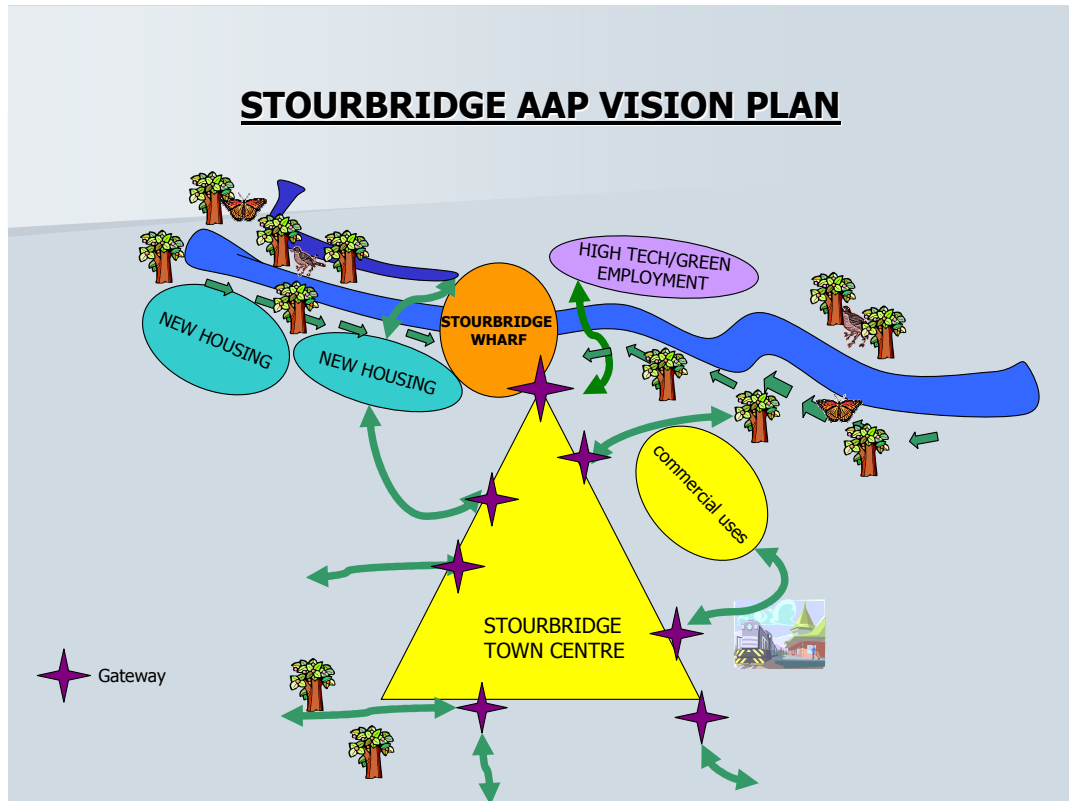 STOURBRIDGE AAP VISION PLAN
HIGH TECH/GREEN
EMPLOYMENT
STOURBRIDGE
WHARF
NEW HOUSING
NEW HOUSING
commercial uses
STOURBRIDGE
TOWN CENTRE
Gateway